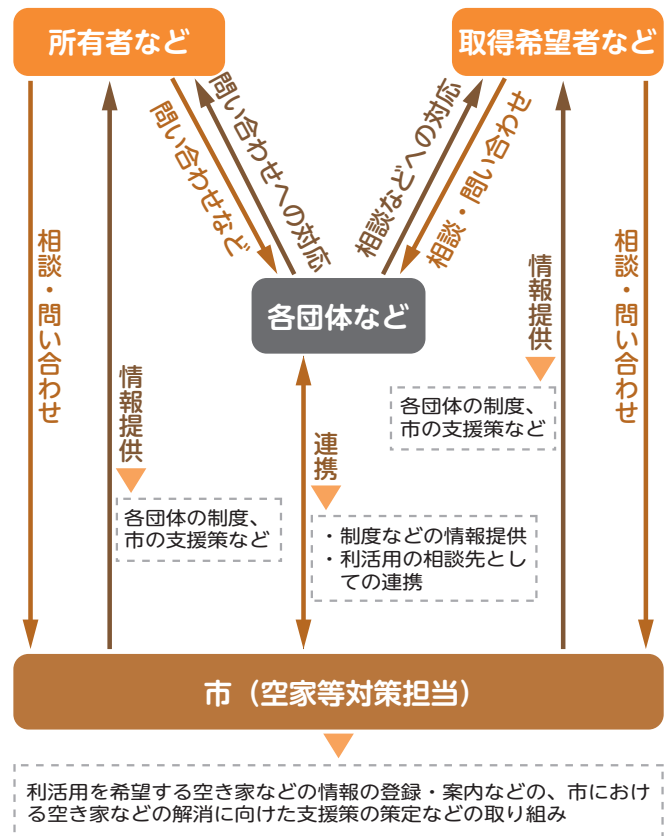 所有者など
取得希望者など
問い合わせなど
問い合わせへの対応
相談などへの対応
相談・問い合わせ
各団体など
相談・問い合わせ
情報提供
各団体の制度、
市の支援策など
連携
・制度などの情報提供
・利活用の相談先とし
ての連携
情報提供
各団体の制度、
市の支援策など
相談・問い合わせ
市（空家等対策担当）
利活用を希望する空き家などの情報の登録・案内などの、市におけ
る空き家などの解消に向けた支援策の策定などの取り組み